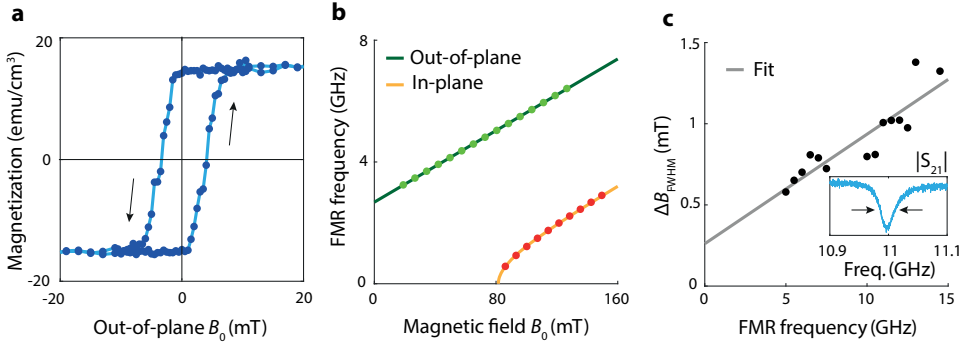 a
Magnetization (emu/cm³)
20
0
-20
-20
0
20
Out-of-plane B₀ (mT)
b
FMR frequency (GHz)
8
4
0
Out-of-plane
In-plane
0
80
160
Magnetic field B₀ (mT)
c
ΔB_FWHM (mT)
1.5
1
0.5
0
Fit
|S₂₁|
10.9
11
11.1
Freq. (GHz)
0
5
10
15
FMR frequency (GHz)